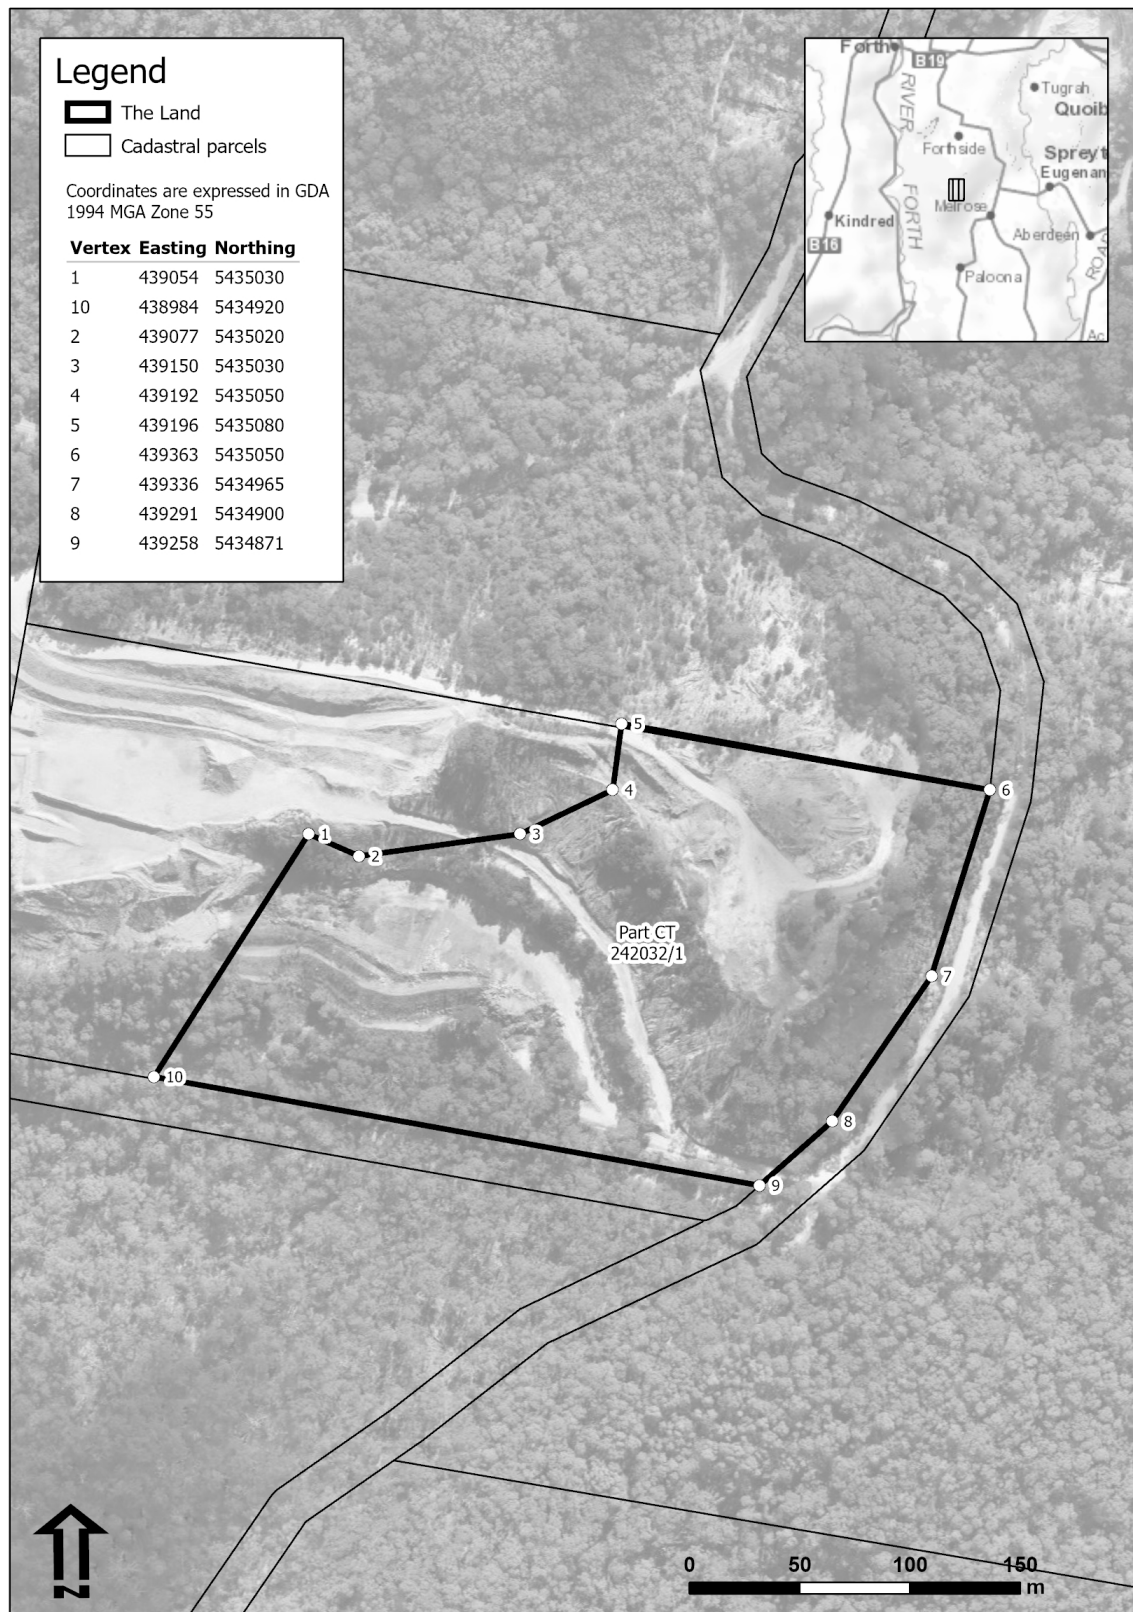 Legend
The Land
Cadastral parcels
Coordinates are expressed in GDA
1994 MGA Zone 55
Vertex Easting Northing
1 439054 5435030
10 438984 5434920
2 439077 5435020
3 439150 5435030
4 439192 5435050
5 439196 5435080
6 439363 5435050
7 439336 5434965
8 439291 5434900
9 439258 5434871
Forth
B19
RIVER
FORTH
Tugrah
Quoib
Forthside
Spreyt
Eugenan
Melrose
Kindred
B16
Aberdeen
ROAD
Paloona
Ac
5
6
4
1
2
3
Part CT
242032/1
7
10
8
9
N
0 50 100 150
m